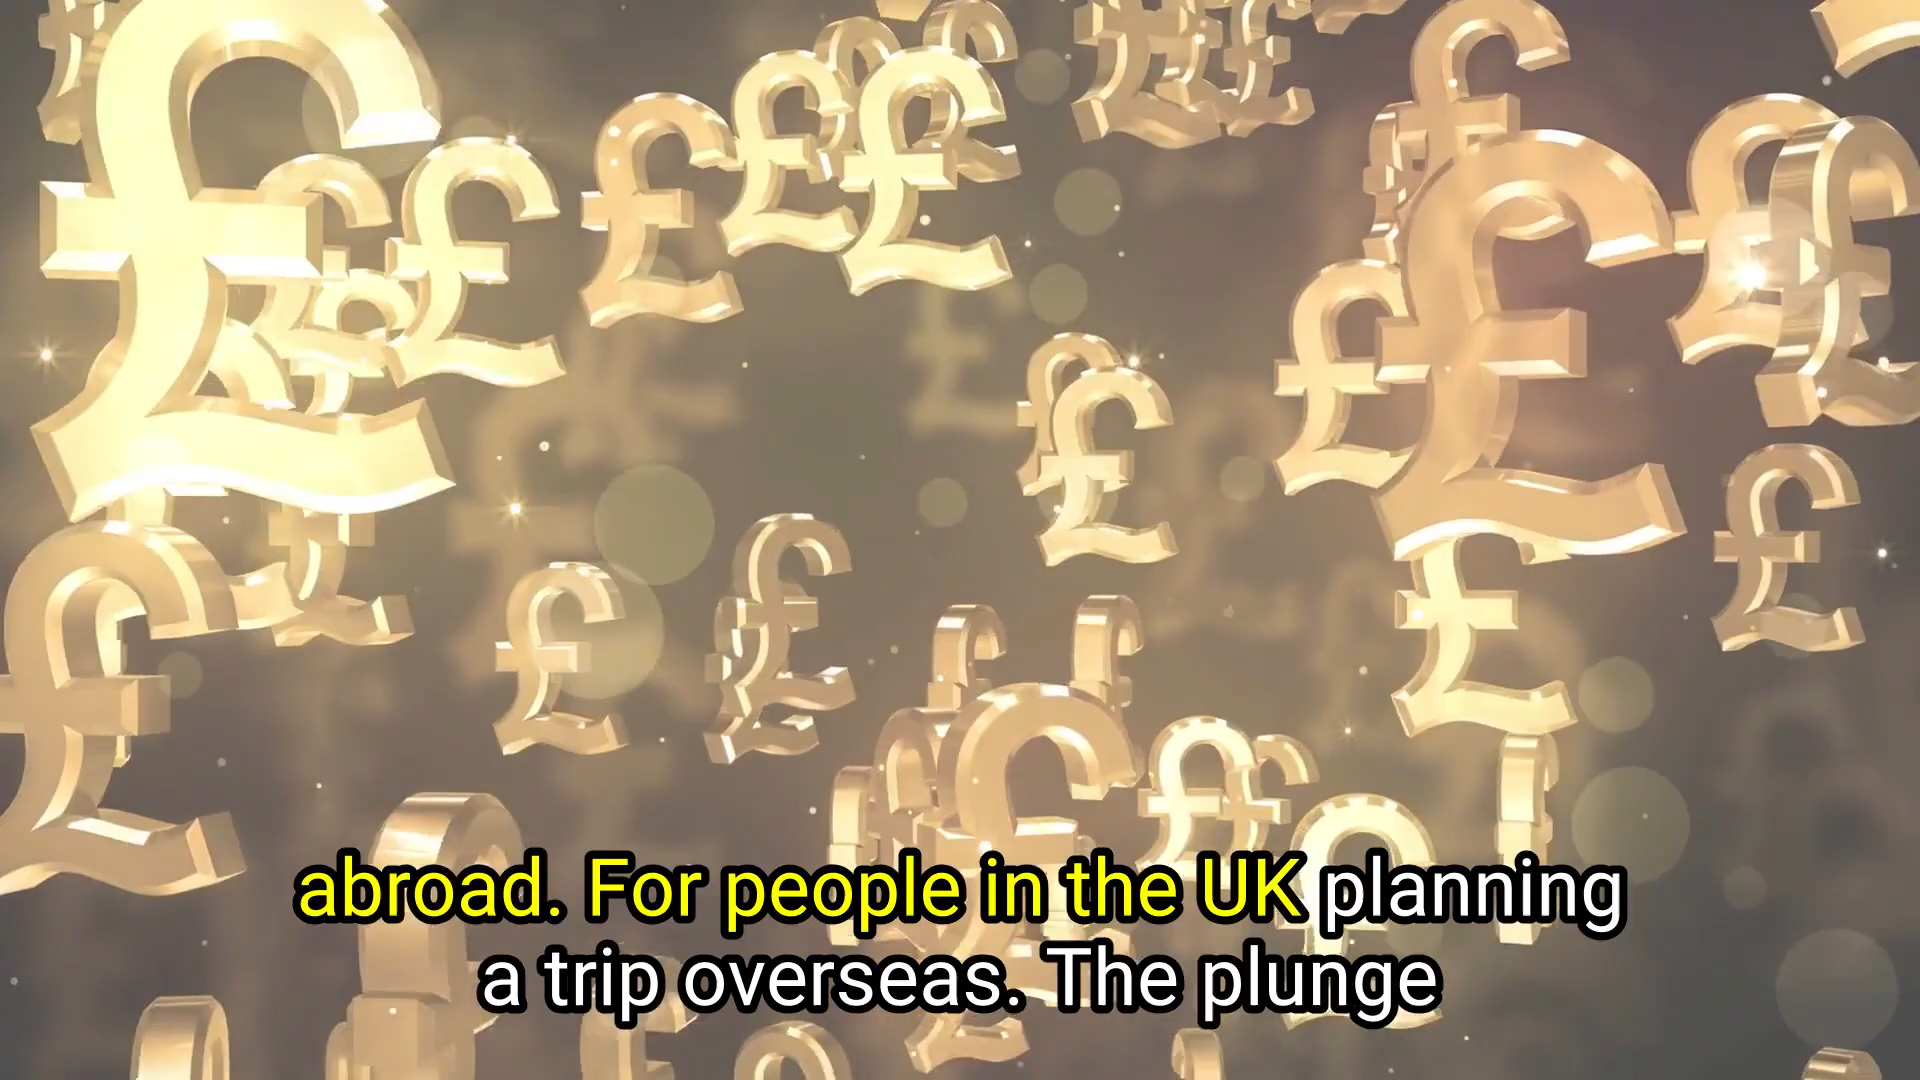 abroad. For people in the UK planning
a trip overseas. The plunge